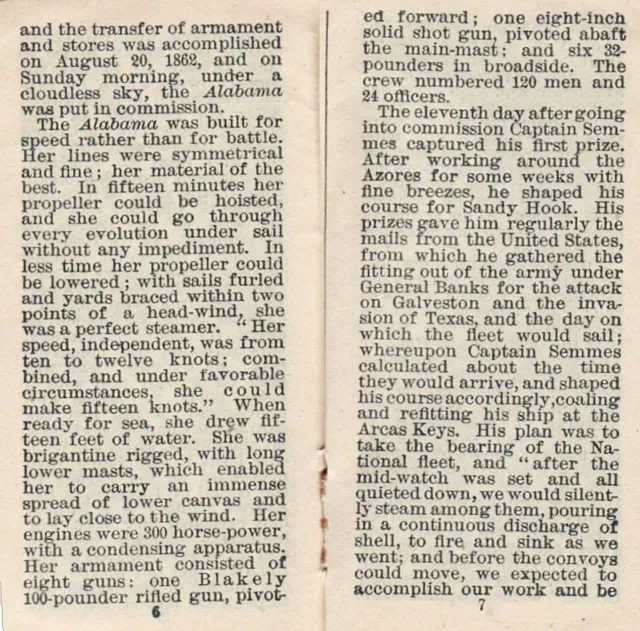 and the transfer of armament
and stores was accomplished
on August 20, 1862, and on
Sunday morning, under a
cloudless sky, the Alabama
was put in commission.
The Alabama was built for
speed rather than for battle.
Her lines were symmetrical
and fine; her material of the
best. In fifteen minutes her
propeller could be hoisted,
and she could go through
every evolution under sail
without any impediment. In
less time her propeller could
be lowered; with sails furled
and yards braced within two
points of a head-wind, she
was a perfect steamer. "Her
speed, independent, was from
ten to twelve knots; com-
bined, and under favorable
circumstances, she could
make fifteen knots." When
ready for sea, she drew fif-
teen feet of water. She was
brigantine rigged, with long
lower masts, which enabled
her to carry an immense
spread of lower canvas and
to lay close to the wind. Her
engines were 300 horse-power,
with a condensing apparatus.
Her armament consisted of
eight guns: one Blakely
100-pounder rifled gun, pivot-
6
ed forward; one eight-inch
solid shot gun, pivoted abaft
the main-mast: and six 32-
pounders in broadside. The
crew numbered 120 men and
24 officers.
The eleventh day after going
into commission Captain Sem-
mes captured his first prize.
After working around the
Azores for some weeks with
fine breezes, he shaped his
course for Sandy Hook. His
prizes gave him regularly the
mails from the United States,
from which he gathered the
fitting out of the army under
General Banks for the attack
on Galveston and the inva-
sion of Texas, and the day on
which the fleet would sail;
whereupon Captain Semmes
calculated about the time
they would arrive, and shaped
his course accordingly, coaling
and refitting his ship at the
Arcas Keys. His plan was to
take the bearing of the Na-
tional fleet, and "after the
mid-watch was set and all
quieted down, we would silent-
ly steam among them, pouring
in a continuous discharge of
shell, to fire and sink as we
went; and before the convoys
could move, we expected to
accomplish our work and be
7